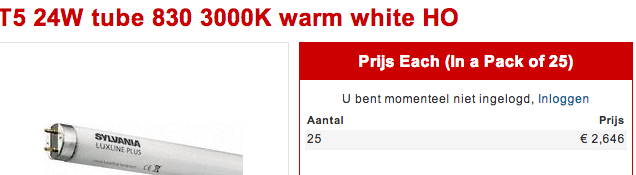 T5 24W tube 830 3000K warm white HO
Prijs Each (In a Pack of 25)
U bent momenteel niet ingelogd, Inloggen
Aantal Prijs
25 € 2,646
SYLVANIA
LUXLINE PLUS